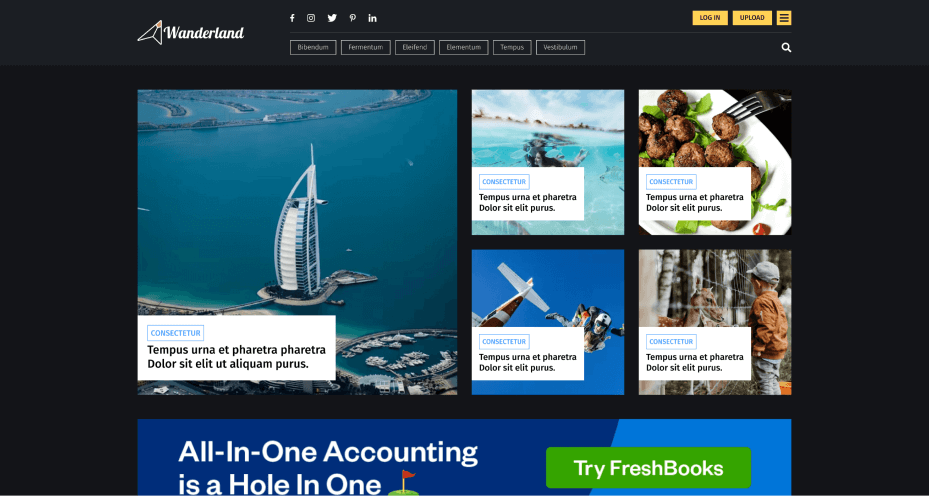 Wanderland
LOG IN
UPLOAD
Bibendum
Fermentum
Eleifend
Elementum
Tempus
Vestibulum
CONSECTETUR
Tempus urna et pharetra pharetra
Dolor sit elit ut aliquam purus.
CONSECTETUR
Tempus urna et pharetra
Dolor sit elit purus.
CONSECTETUR
Tempus urna et pharetra
Dolor sit elit purus.
CONSECTETUR
Tempus urna et pharetra
Dolor sit elit purus.
CONSECTETUR
Tempus urna et pharetra
Dolor sit elit purus.
All-In-One Accounting
is a Hole In One
Try FreshBooks